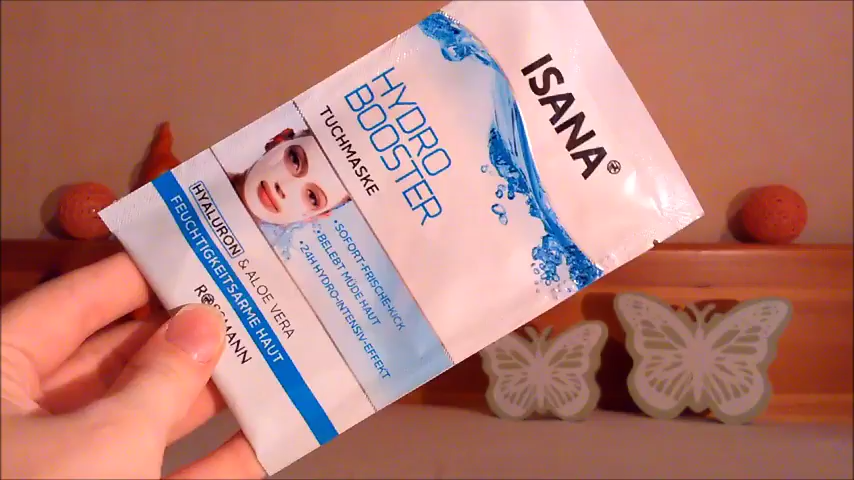 ISANA
HYDRO
BOOSTER
TUCHMASKE
• SOFORT-FRISCHE-KICK
• BELEBT MÜDE HAUT
• 24H HYDRO-INTENSIV-EFFEKT
HYALURON & ALOE VERA
FEUCHTIGKEITSARME HAUT
ROSSMANN